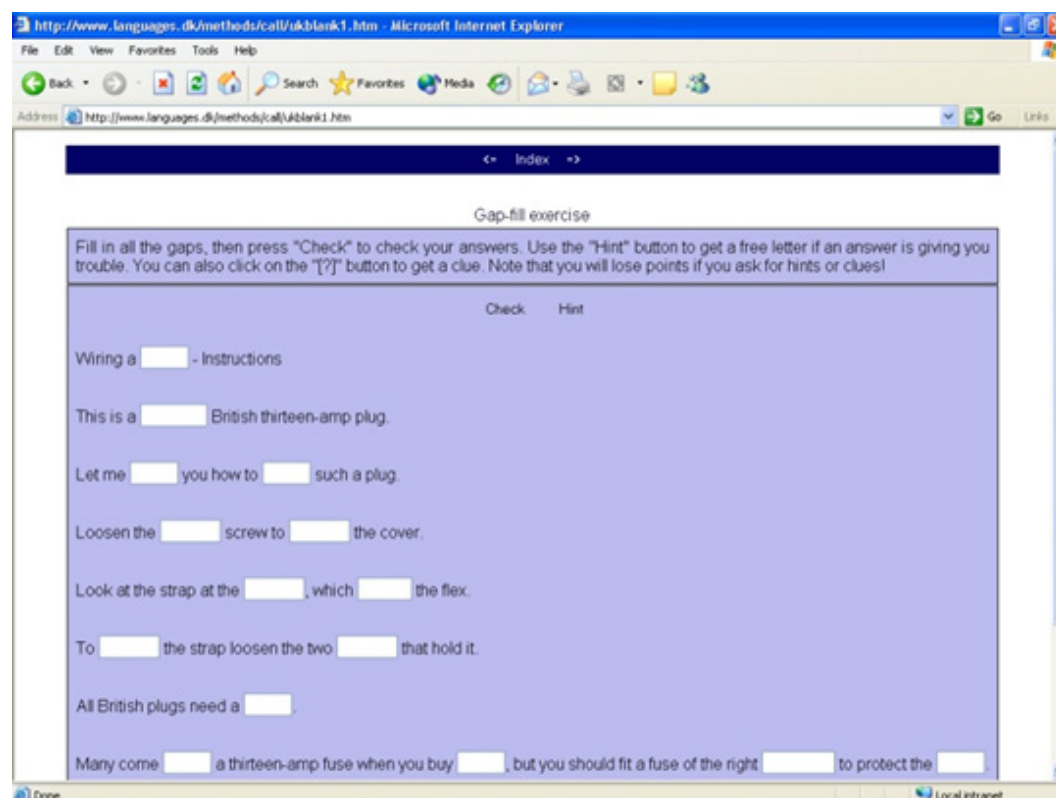 http://www.languages.dk/methods/call/ukblank1.htm - Microsoft Internet Explorer
File Edit View Favorites Tools Help
Back Search Favorites Media
Address http://www.languages.dk/methods/call/ukblank1.htm Go Links
<= Index =>
Gap-fill exercise
Fill in all the gaps, then press "Check" to check your answers. Use the "Hint" button to get a free letter if an answer is giving you
trouble. You can also click on the "[?]" button to get a clue. Note that you will lose points if you ask for hints or clues!
Check Hint
Wiring a - Instructions
This is a British thirteen-amp plug.
Let me you how to such a plug.
Loosen the screw to the cover.
Look at the strap at the , which the flex.
To the strap loosen the two that hold it.
All British plugs need a .
Many come a thirteen-amp fuse when you buy , but you should fit a fuse of the right to protect the .
Done Local intranet